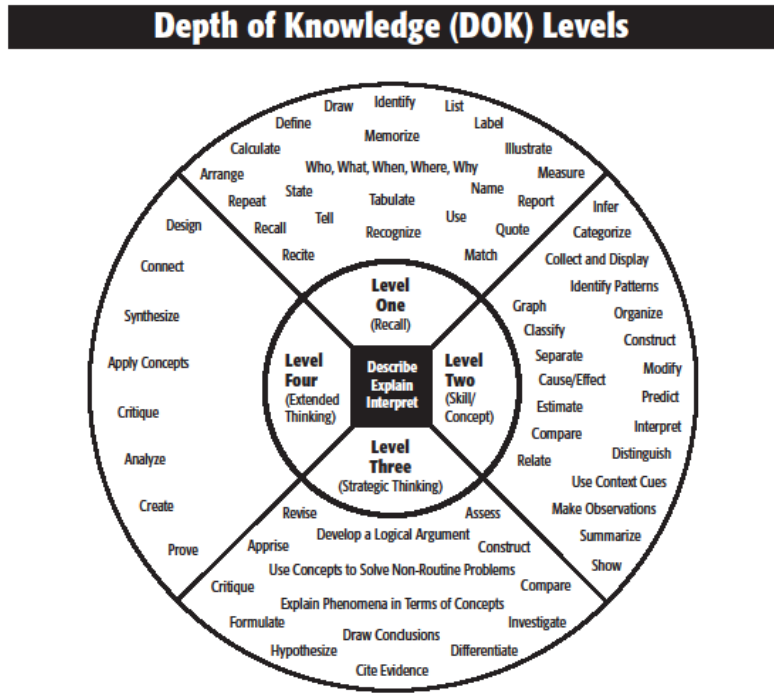 Depth of Knowledge (DOK) Levels
Draw
Identify
List
Define
Label
Memorize
Calculate
Illustrate
Who, What, When, Where, Why
Arrange
Measure
State
Name
Repeat
Tabulate
Report
Tell
Use
Recall
Recognize
Quote
Recite
Match
Level
One
(Recall)
Infer
Categorize
Collect and Display
Identify Patterns
Graph
Organize
Classify
Construct
Separate
Modify
Cause/Effect
Predict
Estimate
Interpret
Compare
Distinguish
Relate
Use Context Cues
Make Observations
Summarize
Show
Level
Two
(Skill/
Concept)
Describe
Explain
Interpret
Level
Three
(Strategic Thinking)
Revise
Assess
Develop a Logical Argument
Apprise
Construct
Use Concepts to Solve Non-Routine Problems
Critique
Compare
Explain Phenomena in Terms of Concepts
Formulate
Investigate
Draw Conclusions
Hypothesize
Differentiate
Cite Evidence
Level
Four
(Extended
Thinking)
Design
Connect
Synthesize
Apply Concepts
Critique
Analyze
Create
Prove